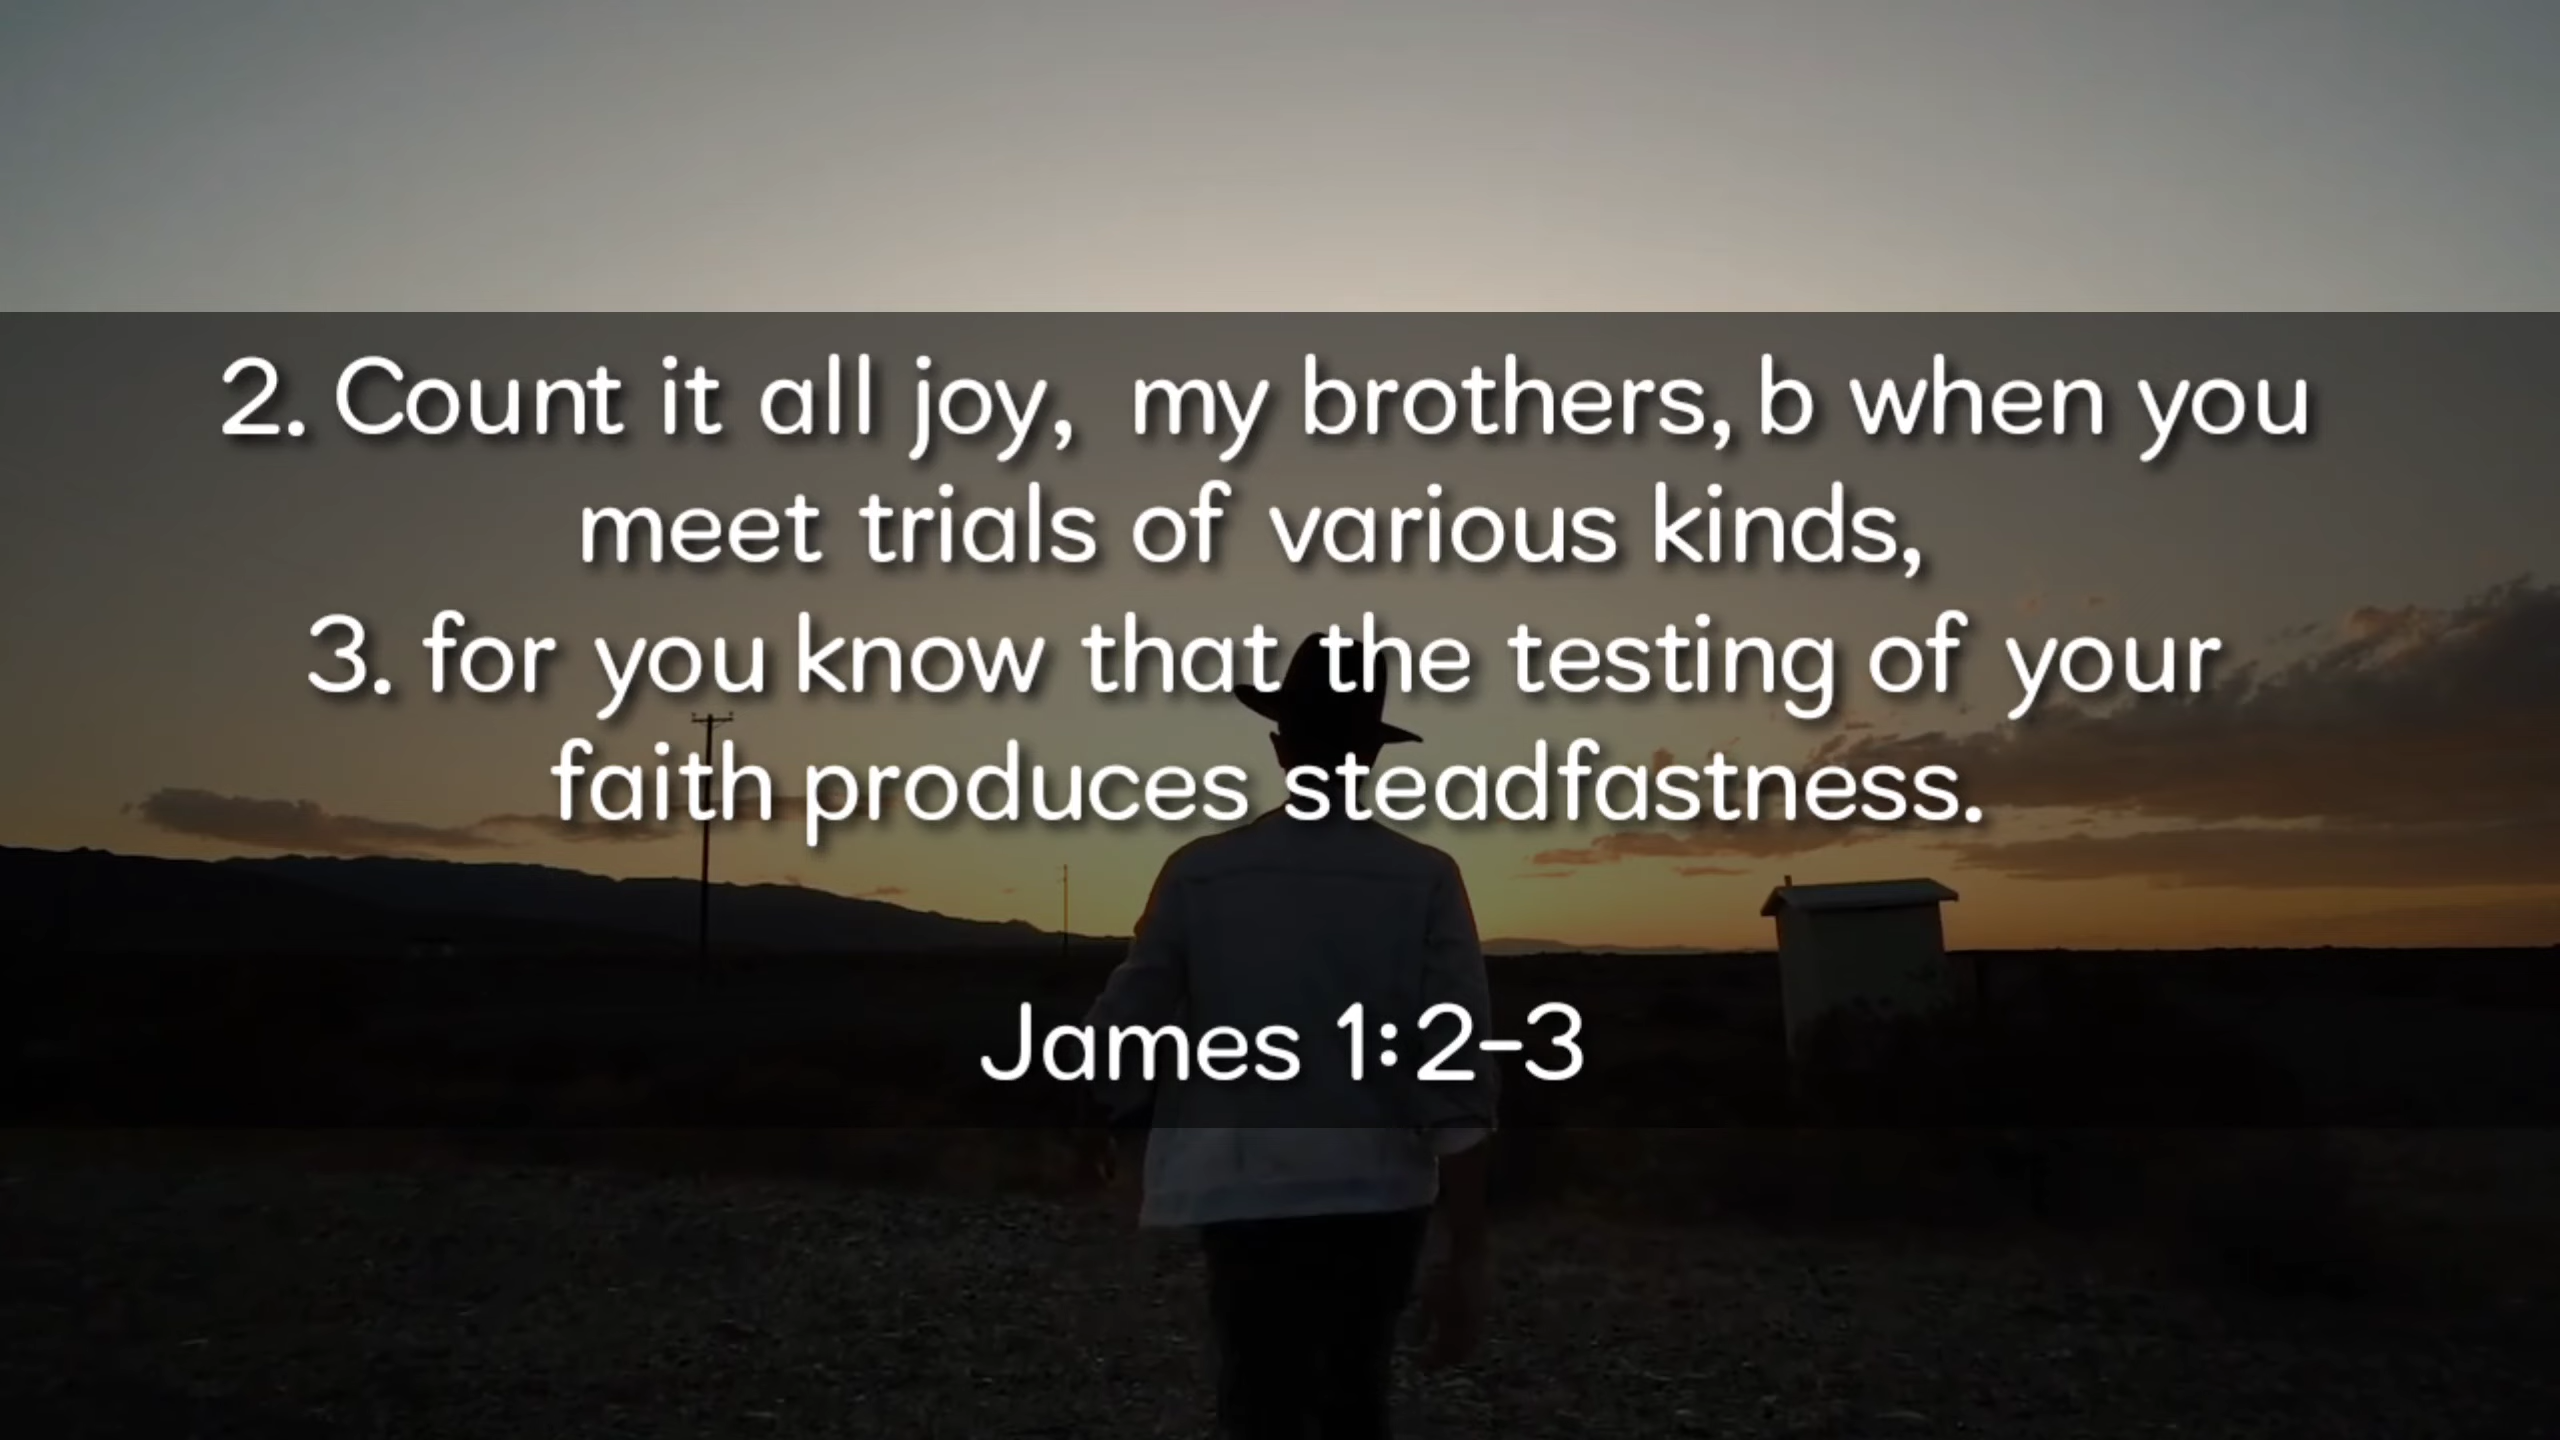 2. Count it all joy, my brothers, b when you
meet trials of various kinds,
3. for you know that the testing of your
faith produces steadfastness.
James 1:2-3